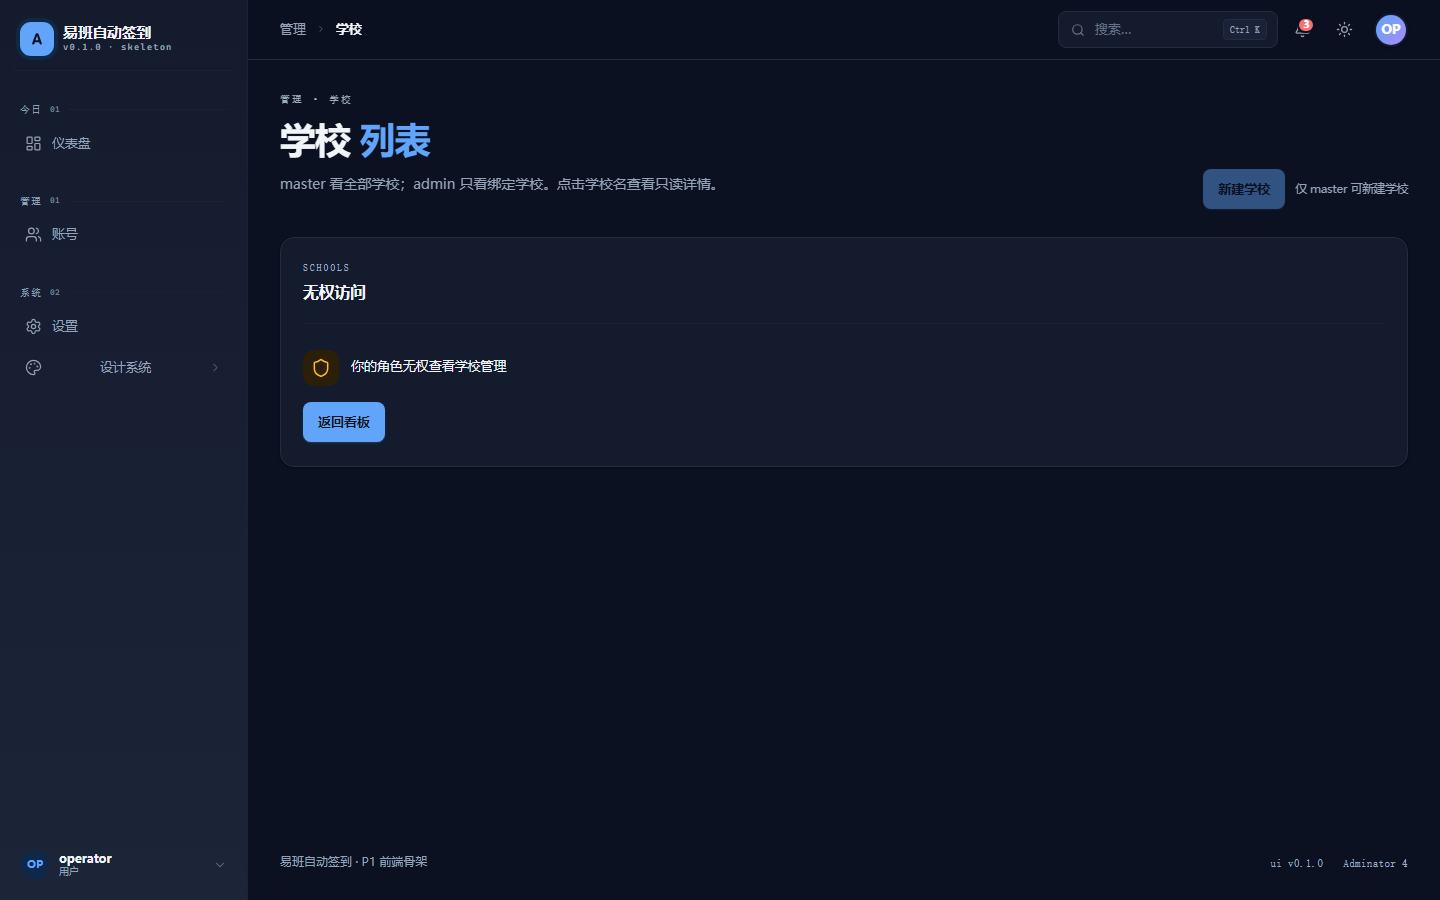 A
易班自动签到
v0.1.0 · skeleton
今日 01
仪表盘
管理 01
账号
系统 02
设置
设计系统
OP
operator
用户
管理 › 学校
搜索...
Ctrl K
3
OP
管理 • 学校
学校 列表
master 看全部学校；admin 只看绑定学校。点击学校名查看只读详情。
新建学校
仅 master 可新建学校
SCHOOLS
无权访问
你的角色无权查看学校管理
返回看板
易班自动签到 · P1 前端骨架
ui v0.1.0
Adminator 4